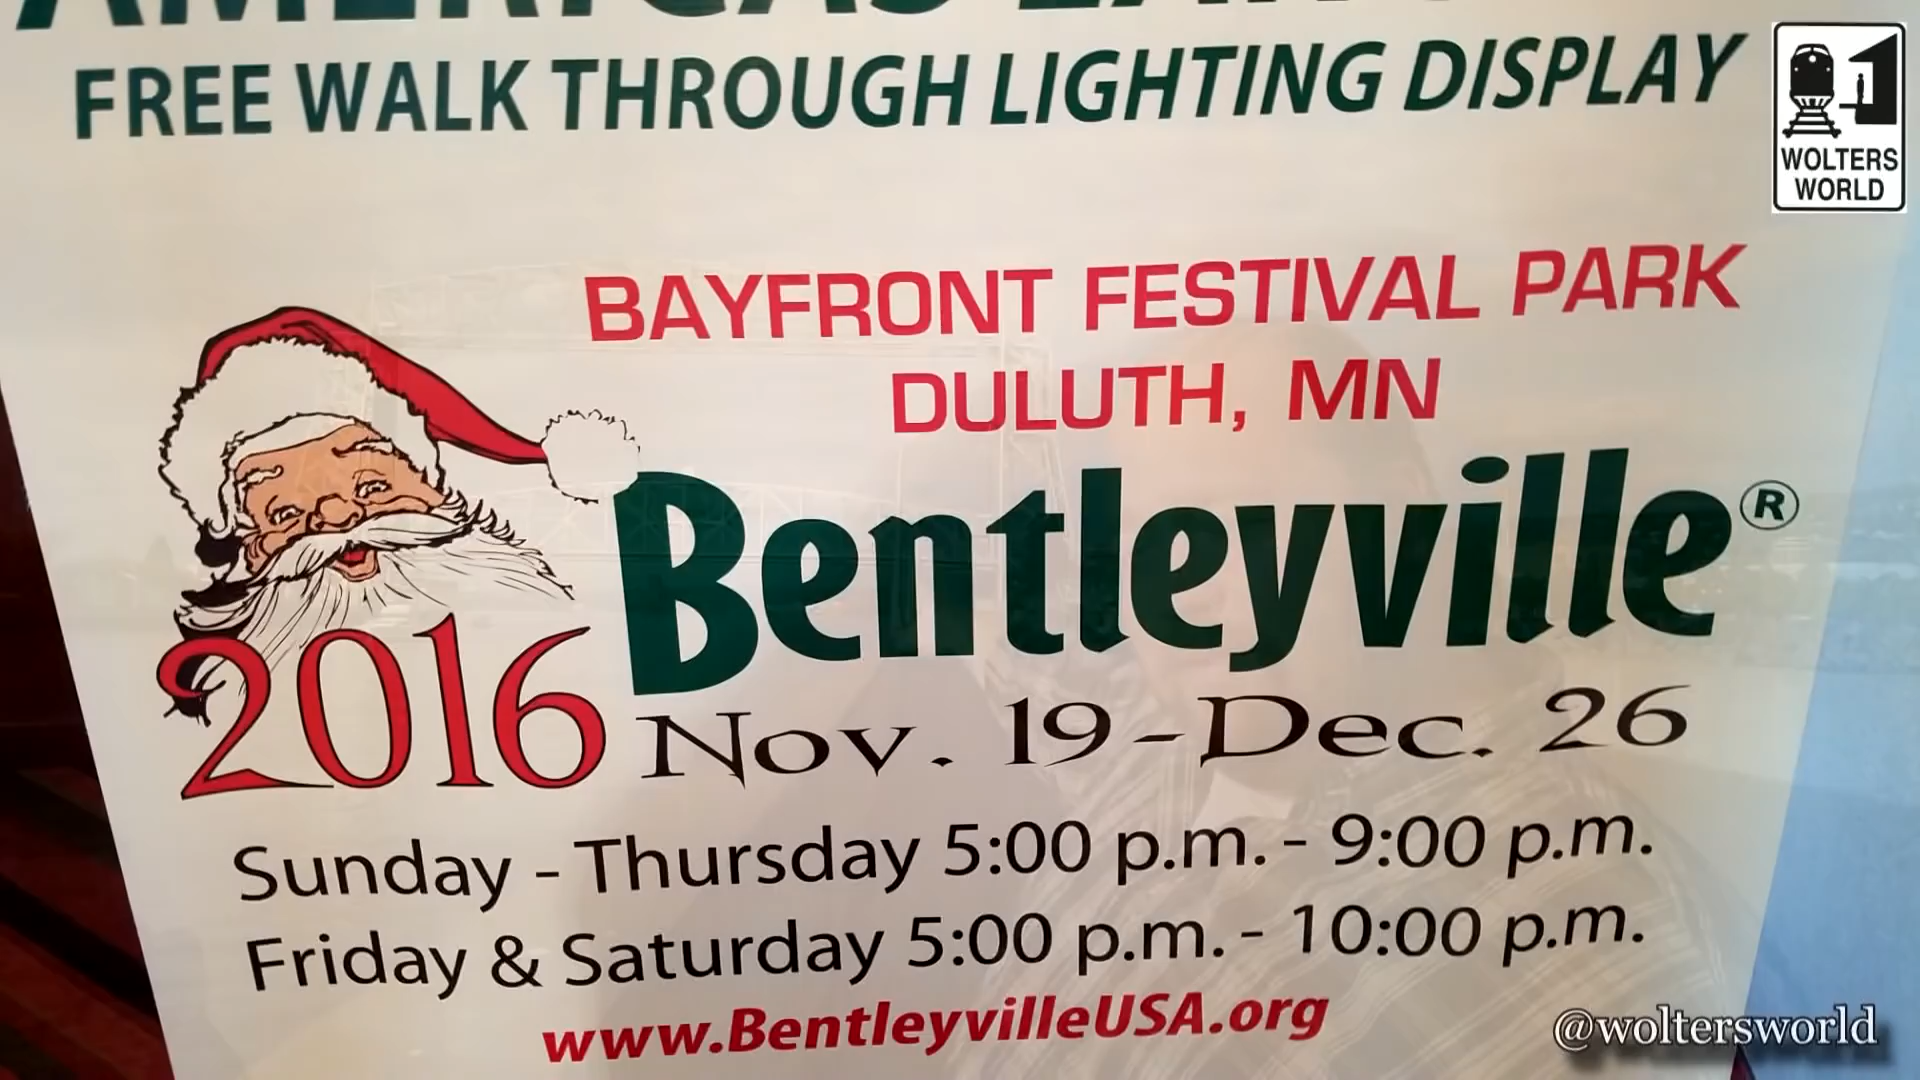 FREE WALK THROUGH LIGHTING DISPLAY
WOLTERS
WORLD
BAYFRONT FESTIVAL PARK
DULUTH, MN
Bentleyville®
2016
Nov. 19 - Dec. 26
Sunday - Thursday 5:00 p.m. - 9:00 p.m.
Friday & Saturday 5:00 p.m. - 10:00 p.m.
www.BentleyvilleUSA.org
@woltersworld